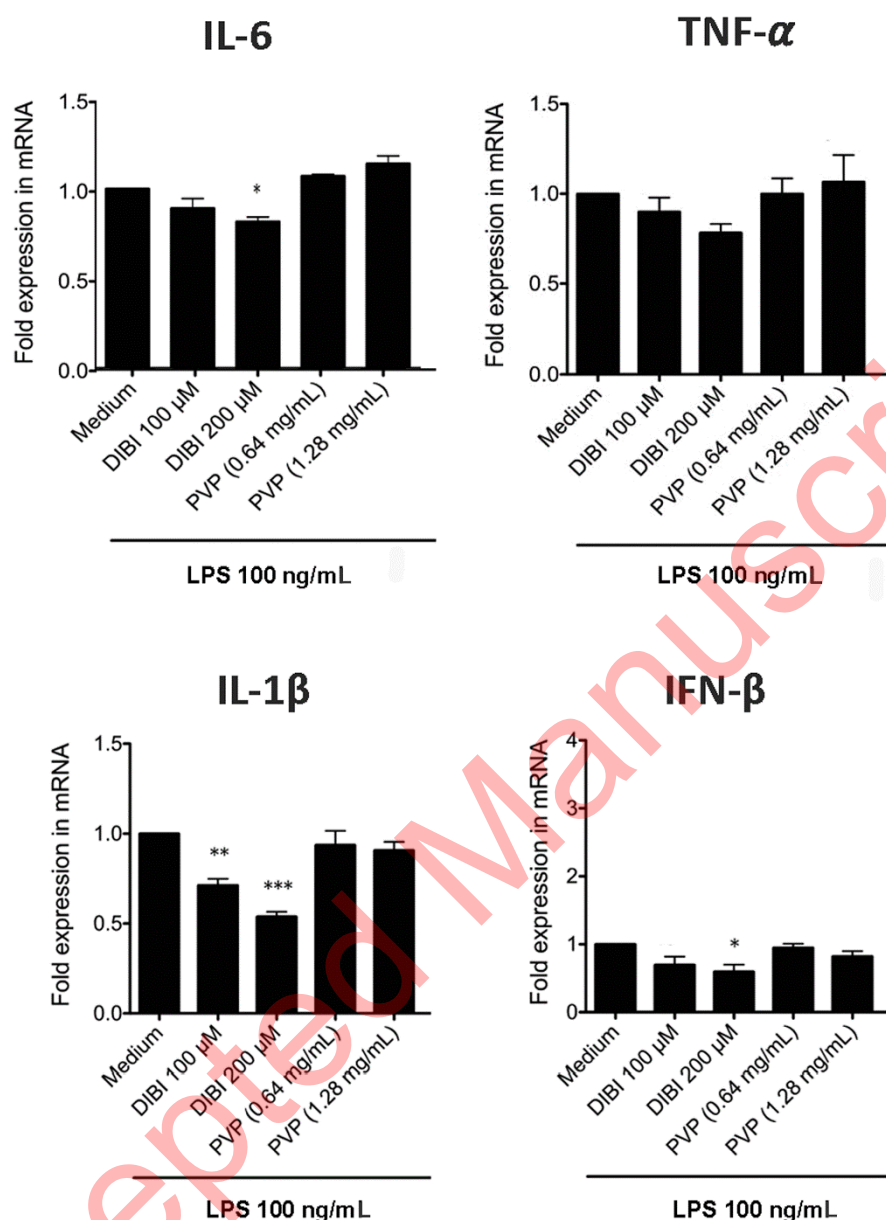 IL-6
Fold expression in mRNA
1.5
1.0
0.5
0.0
*
Medium
DIBI 100 µM
DIBI 200 µM
PVP (0.64 mg/mL)
PVP (1.28 mg/mL)
LPS 100 ng/mL
TNF-α
Fold expression in mRNA
1.5
1.0
0.5
0.0
Medium
DIBI 100 µM
DIBI 200 µM
PVP (0.64 mg/mL)
PVP (1.28 mg/mL)
LPS 100 ng/mL
IL-1β
Fold expression in mRNA
1.5
1.0
0.5
0.0
**
***
Medium
DIBI 100 µM
DIBI 200 µM
PVP (0.64 mg/mL)
PVP (1.28 mg/mL)
LPS 100 ng/mL
IFN-β
Fold expression in mRNA
4
3
2
1
0
*
Medium
DIBI 100 µM
DIBI 200 µM
PVP (0.64 mg/mL)
PVP (1.28 mg/mL)
LPS 100 ng/mL
epted Manuscri